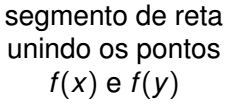 segmento de reta
unindo os pontos
f(x) e f(y)